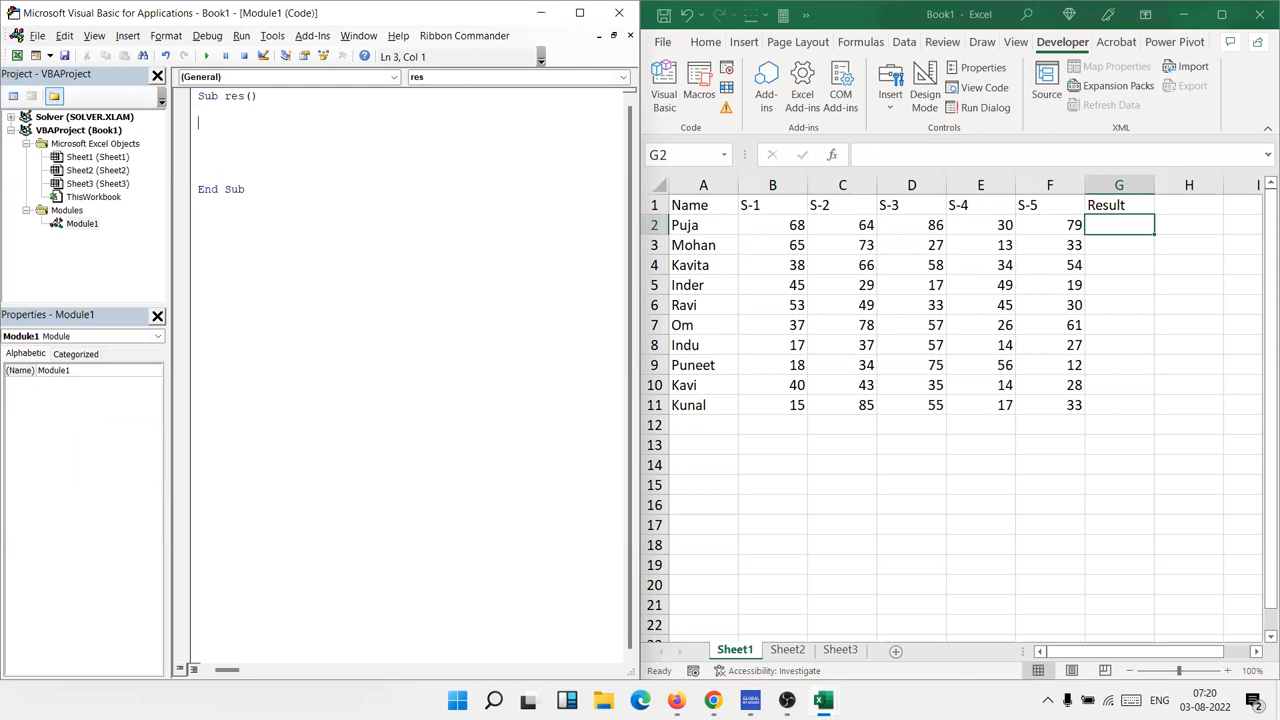 Microsoft Visual Basic for Applications - Book1 - [Module1 (Code)]
File Edit View Insert Format Debug Run Tools Add-Ins Window Help Ribbon Commander
Ln 3, Col 1
Project - VBAProject
Solver (SOLVER.XLAM)
VBAProject (Book1)
Microsoft Excel Objects
Sheet1 (Sheet1)
Sheet2 (Sheet2)
Sheet3 (Sheet3)
ThisWorkbook
Modules
Module1
Properties - Module1
Module1 Module
Alphabetic Categorized
(Name) Module1
(General) res
Sub res()
End Sub
Book1 - Excel
File Home Insert Page Layout Formulas Data Review Draw View Developer Acrobat Power Pivot
Visual Basic
Macros
Code
Add-ins
Excel Add-ins
COM Add-ins
Add-ins
Insert
Design Mode
Properties
View Code
Run Dialog
Controls
Source
Map Properties
Expansion Packs
Refresh Data
Import
Export
XML
G2
A B C D E F G H I
1 Name S-1 S-2 S-3 S-4 S-5 Result
2 Puja 68 64 86 30 79
3 Mohan 65 73 27 13 33
4 Kavita 38 66 58 34 54
5 Inder 45 29 17 49 19
6 Ravi 53 49 33 45 30
7 Om 37 78 57 26 61
8 Indu 17 37 57 14 27
9 Puneet 18 34 75 56 12
10 Kavi 40 43 35 14 28
11 Kunal 15 85 55 17 33
12
13
14
15
16
17
18
19
20
21
22
Sheet1 Sheet2 Sheet3
Ready Accessibility: Investigate 100%
ENG 07:20
03-08-2022
2